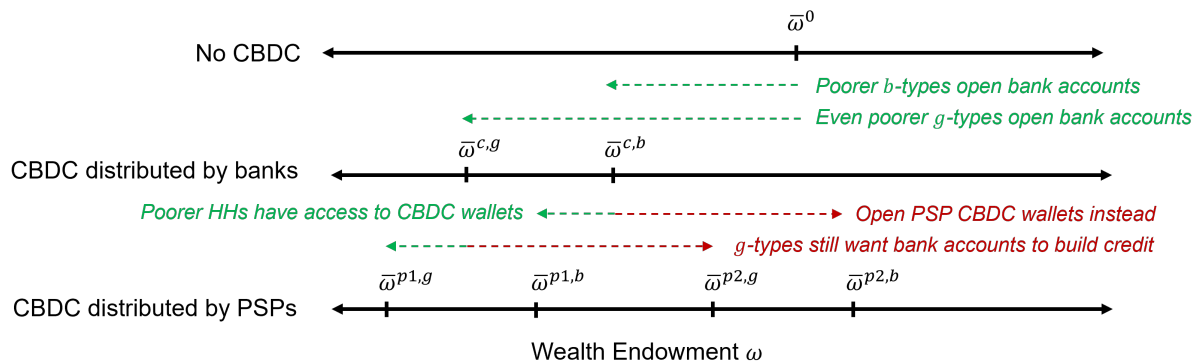 ω̄⁰
No CBDC
Poorer b-types open bank accounts
Even poorer g-types open bank accounts
ω̄ᶜ,ᵍ ω̄ᶜ,ᵇ
CBDC distributed by banks
Poorer HHs have access to CBDC wallets Open PSP CBDC wallets instead
g-types still want bank accounts to build credit
ω̄ᵖ¹,ᵍ ω̄ᵖ¹,ᵇ ω̄ᵖ²,ᵍ ω̄ᵖ²,ᵇ
CBDC distributed by PSPs
Wealth Endowment ω